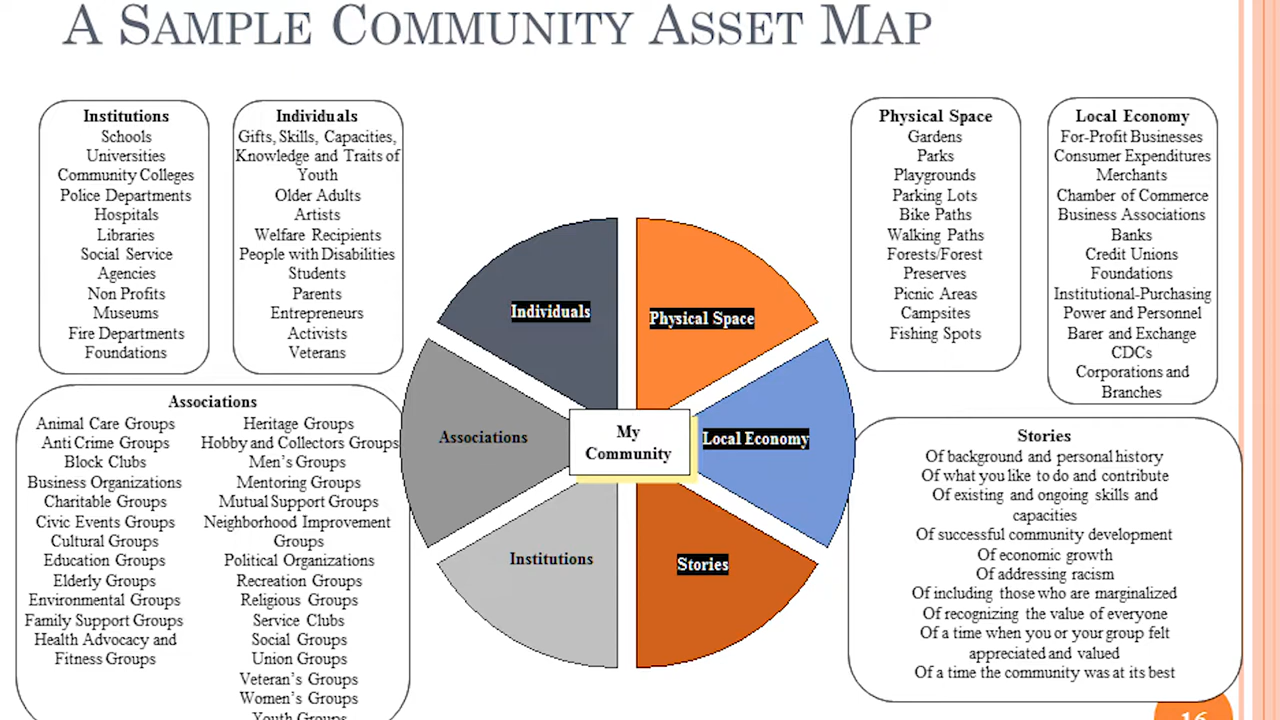 A SAMPLE COMMUNITY ASSET MAP
Institutions
Schools
Universities
Community Colleges
Police Departments
Hospitals
Libraries
Social Service
Agencies
Non Profits
Museums
Fire Departments
Foundations
Individuals
Gifts, Skills, Capacities,
Knowledge and Traits of
Youth
Older Adults
Artists
Welfare Recipients
People with Disabilities
Students
Parents
Entrepreneurs
Activists
Veterans
Physical Space
Gardens
Parks
Playgrounds
Parking Lots
Bike Paths
Walking Paths
Forests/Forest
Preserves
Picnic Areas
Campsites
Fishing Spots
Local Economy
For-Profit Businesses
Consumer Expenditures
Merchants
Chamber of Commerce
Business Associations
Banks
Credit Unions
Foundations
Institutional-Purchasing
Power and Personnel
Barer and Exchange
CDCs
Corporations and
Branches
Individuals
Physical Space
Associations
My
Community
Local Economy
Institutions
Stories
Associations
Animal Care Groups
Anti Crime Groups
Block Clubs
Business Organizations
Charitable Groups
Civic Events Groups
Cultural Groups
Education Groups
Elderly Groups
Environmental Groups
Family Support Groups
Health Advocacy and
Fitness Groups
Heritage Groups
Hobby and Collectors Groups
Men's Groups
Mentoring Groups
Mutual Support Groups
Neighborhood Improvement
Groups
Political Organizations
Recreation Groups
Religious Groups
Service Clubs
Social Groups
Union Groups
Veteran's Groups
Women's Groups
Youth Groups
Stories
Of background and personal history
Of what you like to do and contribute
Of existing and ongoing skills and
capacities
Of successful community development
Of economic growth
Of addressing racism
Of including those who are marginalized
Of recognizing the value of everyone
Of a time when you or your group felt
appreciated and valued
Of a time the community was at its best
16